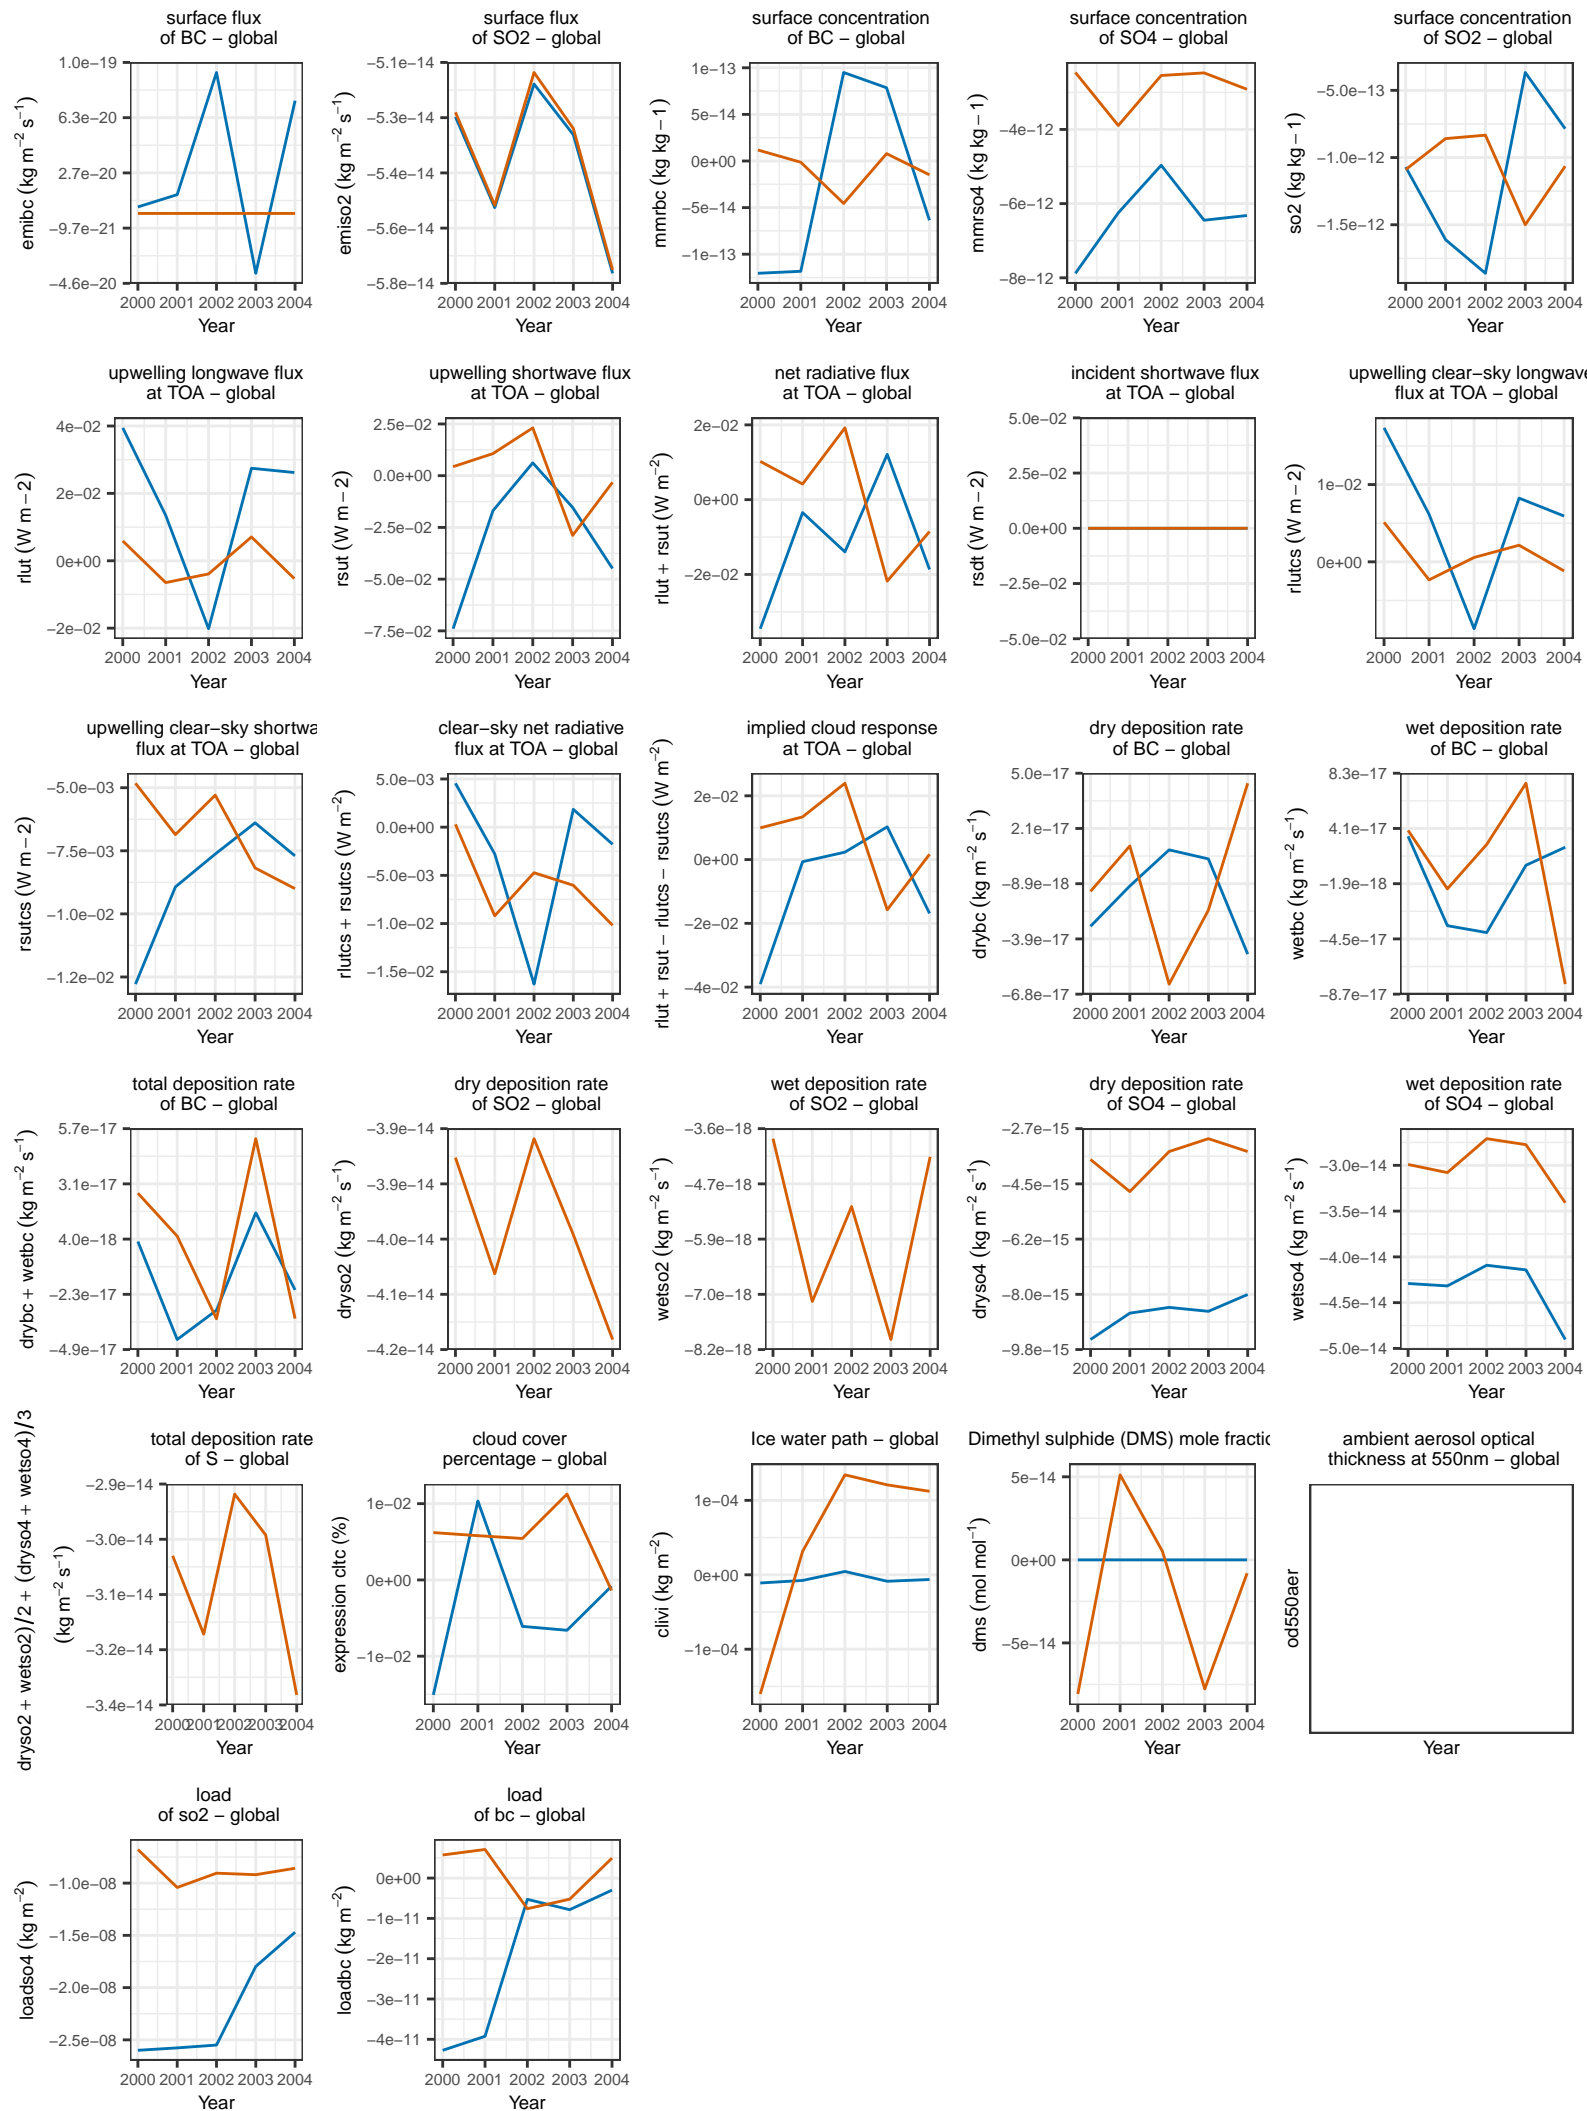 surface flux
of BC − global
1.0e−19
6.3e−20
2.7e−20
−9.7e−21
−4.6e−20
emibc (kg m−2 s−1)
2000 2001 2002 2003 2004
Year
surface flux
of SO2 − global
−5.1e−14
−5.3e−14
−5.4e−14
−5.6e−14
−5.8e−14
emiso2 (kg m−2 s−1)
2000 2001 2002 2003 2004
Year
surface concentration
of BC − global
1e−13
5e−14
0e+00
−5e−14
−1e−13
mmrbc (kg kg − 1)
2000 2001 2002 2003 2004
Year
surface concentration
of SO4 − global
−4e−12
−6e−12
−8e−12
mmrso4 (kg kg − 1)
2000 2001 2002 2003 2004
Year
surface concentration
of SO2 − global
−5.0e−13
−1.0e−12
−1.5e−12
so2 (kg kg − 1)
2000 2001 2002 2003 2004
Year
upwelling longwave flux
at TOA − global
4e−02
2e−02
0e+00
−2e−02
rlut (W m − 2)
2000 2001 2002 2003 2004
Year
upwelling shortwave flux
at TOA − global
2.5e−02
0.0e+00
−2.5e−02
−5.0e−02
−7.5e−02
rsut (W m − 2)
2000 2001 2002 2003 2004
Year
net radiative flux
at TOA − global
2e−02
0e+00
−2e−02
rlut + rsut (W m−2)
2000 2001 2002 2003 2004
Year
incident shortwave flux
at TOA − global
5.0e−02
2.5e−02
0.0e+00
−2.5e−02
−5.0e−02
rsdt (W m − 2)
2000 2001 2002 2003 2004
Year
upwelling clear−sky longwave
flux at TOA − global
1e−02
0e+00
rlutcs (W m − 2)
2000 2001 2002 2003 2004
Year
upwelling clear−sky shortwa
flux at TOA − global
−5.0e−03
−7.5e−03
−1.0e−02
−1.2e−02
rsutcs (W m − 2)
2000 2001 2002 2003 2004
Year
clear−sky net radiative
flux at TOA − global
5.0e−03
0.0e+00
−5.0e−03
−1.0e−02
−1.5e−02
rlutcs + rsutcs (W m−2)
2000 2001 2002 2003 2004
Year
implied cloud response
at TOA − global
2e−02
0e+00
−2e−02
−4e−02
rlut + rsut − rlutcs − rsutcs (W m−2)
2000 2001 2002 2003 2004
Year
dry deposition rate
of BC − global
5.0e−17
2.1e−17
−8.9e−18
−3.9e−17
−6.8e−17
drybc (kg m−2 s−1)
2000 2001 2002 2003 2004
Year
wet deposition rate
of BC − global
8.3e−17
4.1e−17
−1.9e−18
−4.5e−17
−8.7e−17
wetbc (kg m−2 s−1)
2000 2001 2002 2003 2004
Year
total deposition rate
of BC − global
5.7e−17
3.1e−17
4.0e−18
−2.3e−17
−4.9e−17
drybc + wetbc (kg m−2 s−1)
2000 2001 2002 2003 2004
Year
dry deposition rate
of SO2 − global
−3.9e−14
−3.9e−14
−4.0e−14
−4.1e−14
−4.2e−14
dryso2 (kg m−2 s−1)
2000 2001 2002 2003 2004
Year
wet deposition rate
of SO2 − global
−3.6e−18
−4.7e−18
−5.9e−18
−7.0e−18
−8.2e−18
wetso2 (kg m−2 s−1)
2000 2001 2002 2003 2004
Year
dry deposition rate
of SO4 − global
−2.7e−15
−4.5e−15
−6.2e−15
−8.0e−15
−9.8e−15
dryso4 (kg m−2 s−1)
2000 2001 2002 2003 2004
Year
wet deposition rate
of SO4 − global
−3.0e−14
−3.5e−14
−4.0e−14
−4.5e−14
−5.0e−14
wetso4 (kg m−2 s−1)
2000 2001 2002 2003 2004
Year
total deposition rate
of S − global
−2.9e−14
−3.0e−14
−3.1e−14
−3.2e−14
−3.4e−14
dryso2 + wetso2)/2 + (dryso4 + wetso4)/3
(kg m−2 s−1)
2000 2001 2002 2003 2004
Year
cloud cover
percentage − global
1e−02
0e+00
−1e−02
expression cltc (%)
2000 2001 2002 2003 2004
Year
Ice water path − global
1e−04
0e+00
−1e−04
clivi (kg m−2)
2000 2001 2002 2003 2004
Year
Dimethyl sulphide (DMS) mole fractio
5e−14
0e+00
−5e−14
dms (mol mol−1)
2000 2001 2002 2003 2004
Year
ambient aerosol optical
thickness at 550nm − global
od550aer
Year
load
of so2 − global
−1.0e−08
−1.5e−08
−2.0e−08
−2.5e−08
loadso4 (kg m−2)
2000 2001 2002 2003 2004
Year
load
of bc − global
0e+00
−1e−11
−2e−11
−3e−11
−4e−11
loadbc (kg m−2)
2000 2001 2002 2003 2004
Year